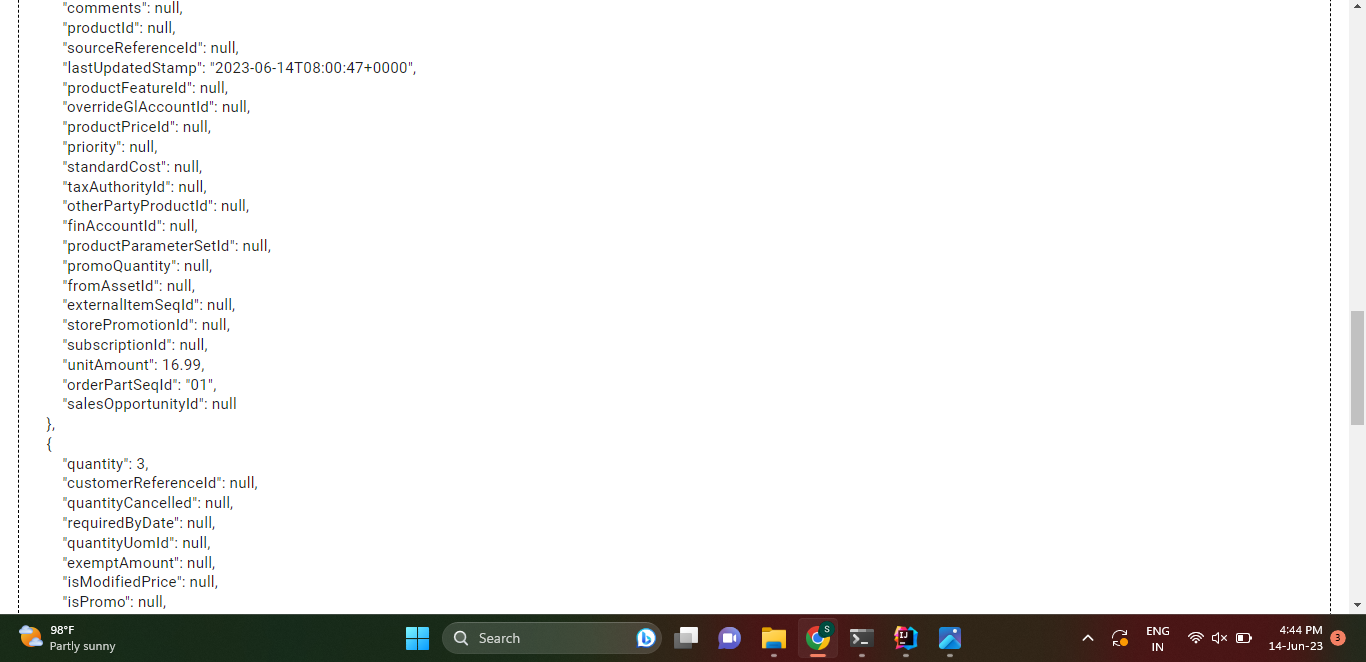 "comments": null,
"productId": null,
"sourceReferenceId": null,
"lastUpdatedStamp": "2023-06-14T08:00:47+0000",
"productFeatureId": null,
"overrideGlAccountId": null,
"productPriceId": null,
"priority": null,
"standardCost": null,
"taxAuthorityId": null,
"otherPartyProductId": null,
"finAccountId": null,
"productParameterSetId": null,
"promoQuantity": null,
"fromAssetId": null,
"externalItemSeqId": null,
"storePromotionId": null,
"subscriptionId": null,
"unitAmount": 16.99,
"orderPartSeqId": "01",
"salesOpportunityId": null
},
{
"quantity": 3,
"customerReferenceId": null,
"quantityCancelled": null,
"requiredByDate": null,
"quantityUomId": null,
"exemptAmount": null,
"isModifiedPrice": null,
"isPromo": null,
98°F
Partly sunny
Search
S
IJ
ENG
IN
4:44 PM
14-Jun-23
3